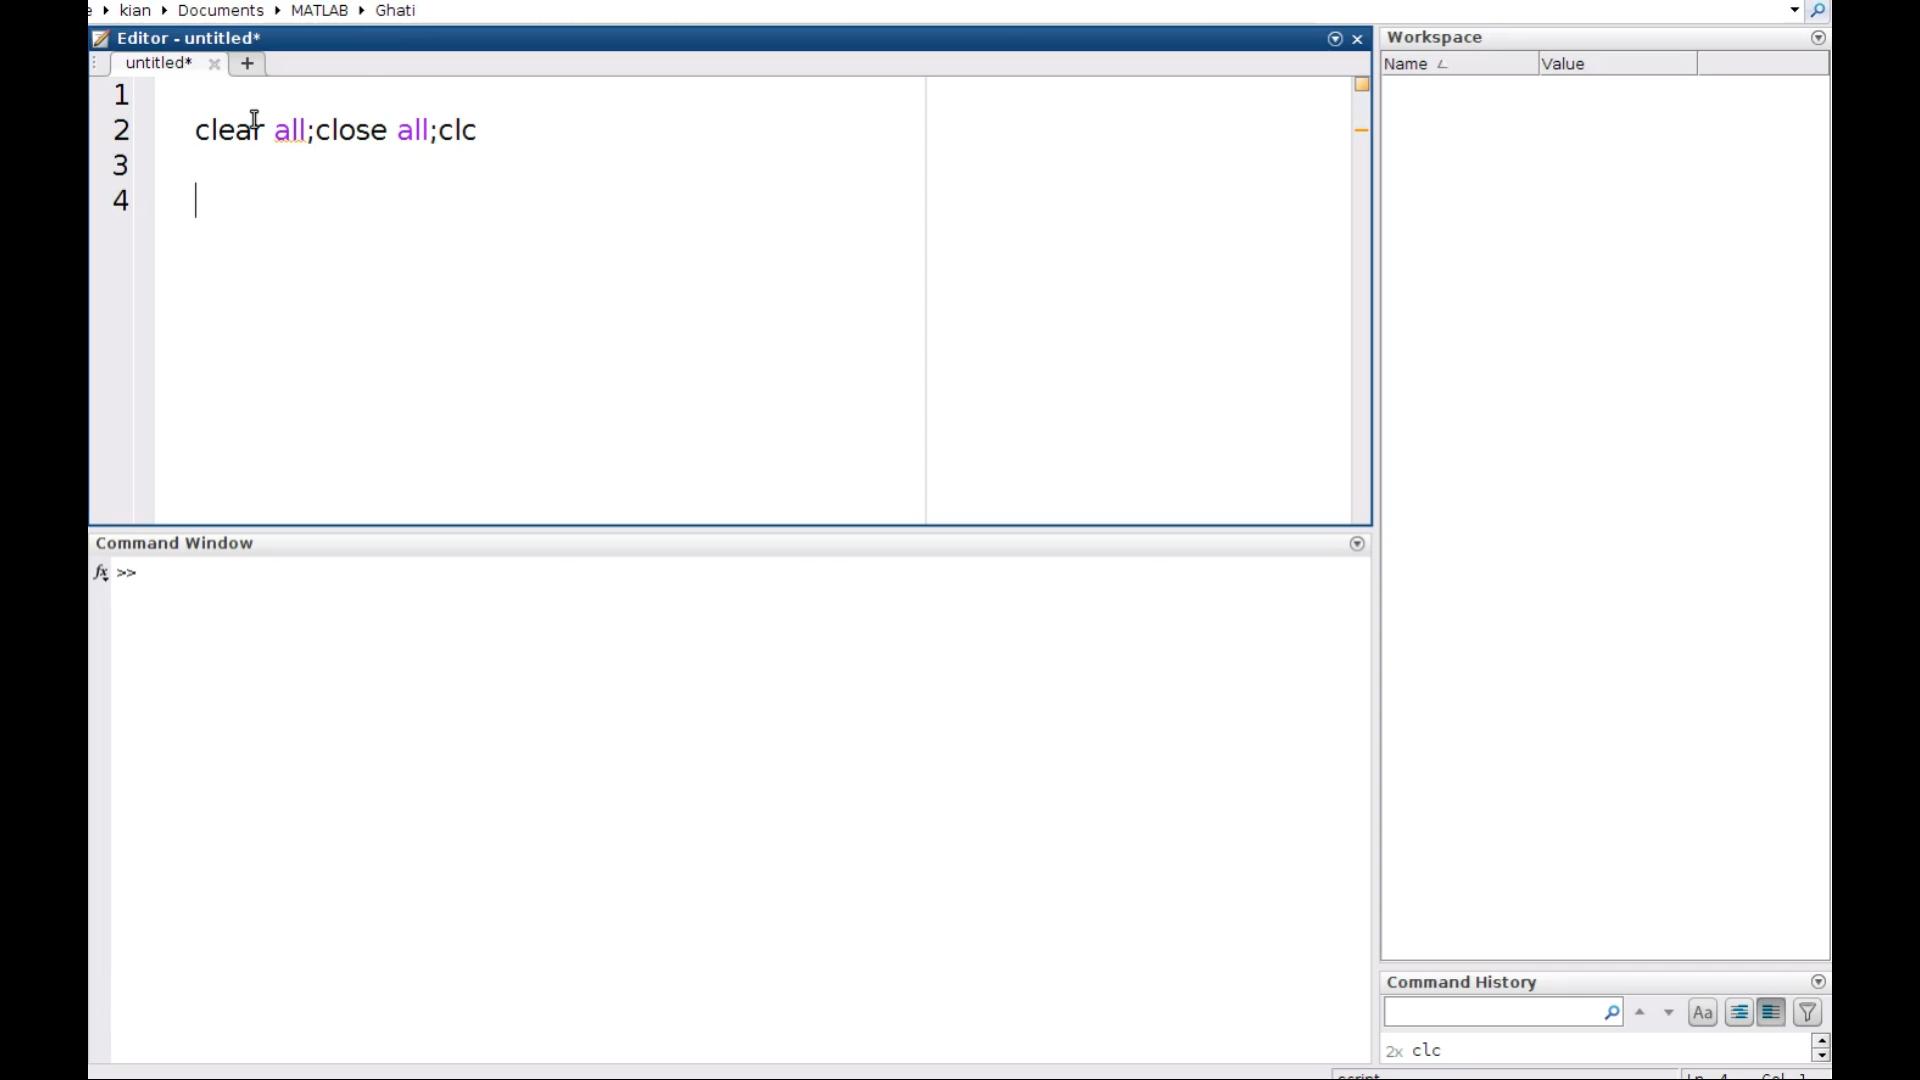 kian ▸ Documents ▸ MATLAB ▸ Ghati
Editor - untitled*
untitled*
1
2 clear all;close all;clc
3
4
Command Window
fx >>
Workspace
Name Value
Command History
Aa
2x clc